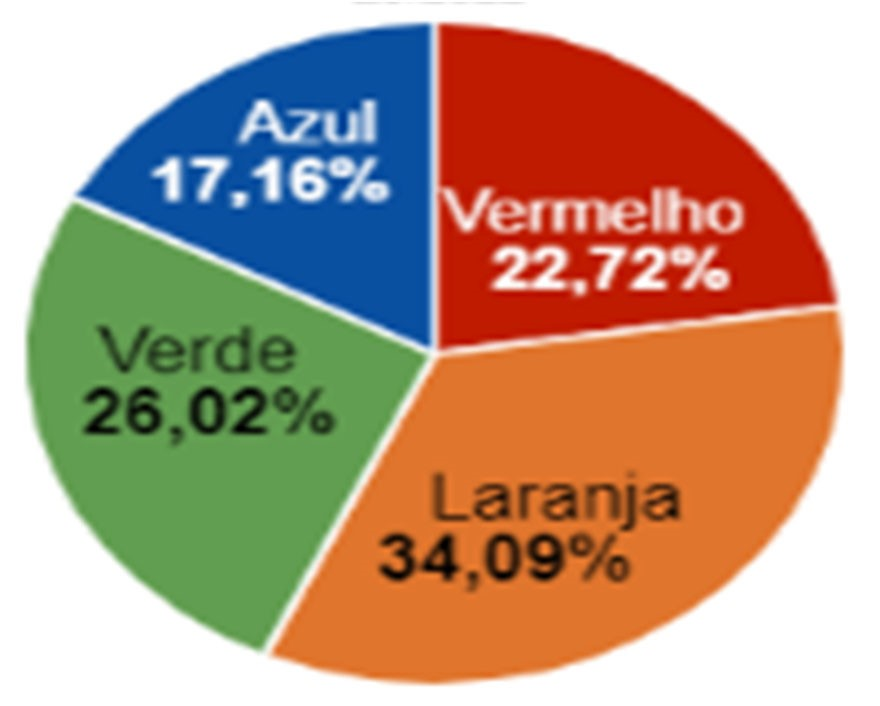 Azul
17,16%
Vermelho
22,72%
Verde
26,02%
Laranja
34,09%